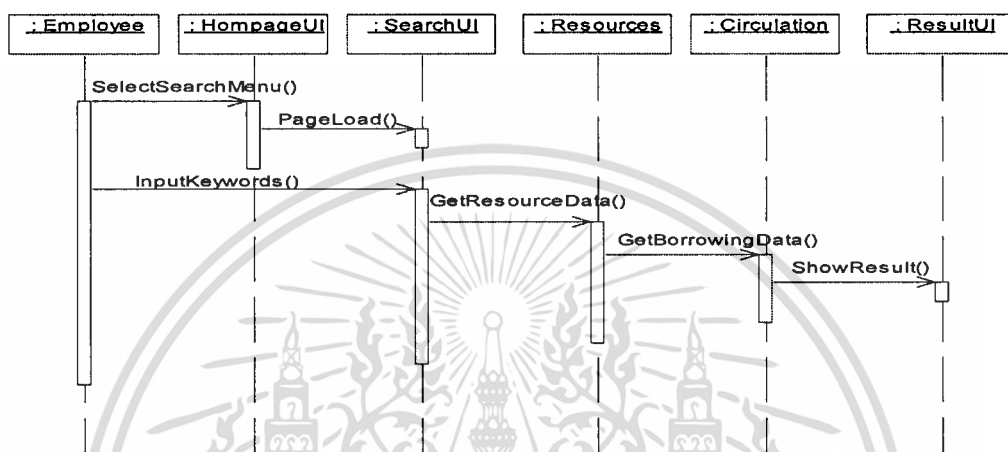 : Employee
: HompageUI
: SearchUI
: Resources
: Circulation
: ResultUI
SelectSearchMenu()
PageLoad()
InputKeywords()
GetResourceData()
GetBorrowingData()
ShowResult()